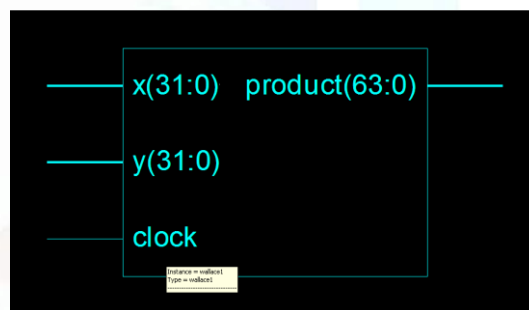 x(31:0) product(63:0)
y(31:0)
clock
Instance = wallace1
Type = wallace1